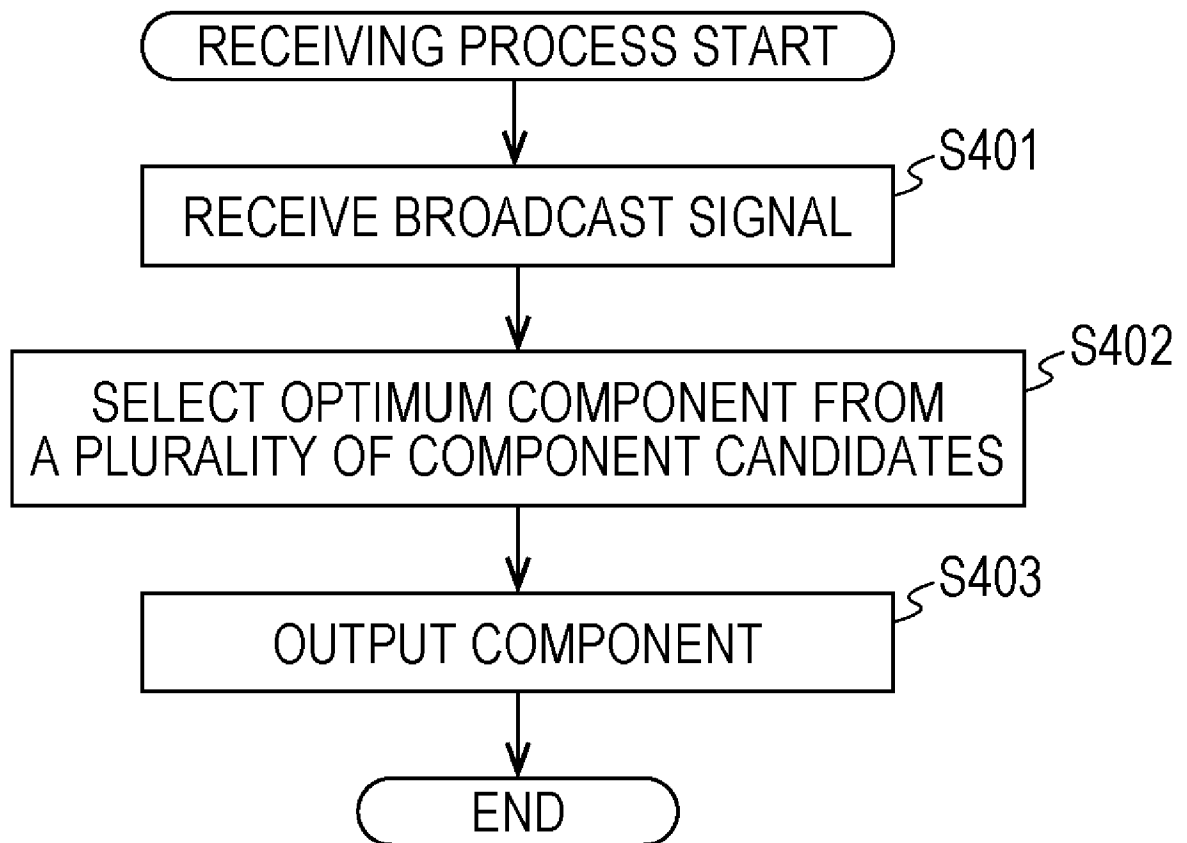 RECEIVING PROCESS START
S401
RECEIVE BROADCAST SIGNAL
S402
SELECT OPTIMUM COMPONENT FROM
A PLURALITY OF COMPONENT CANDIDATES
S403
OUTPUT COMPONENT
END